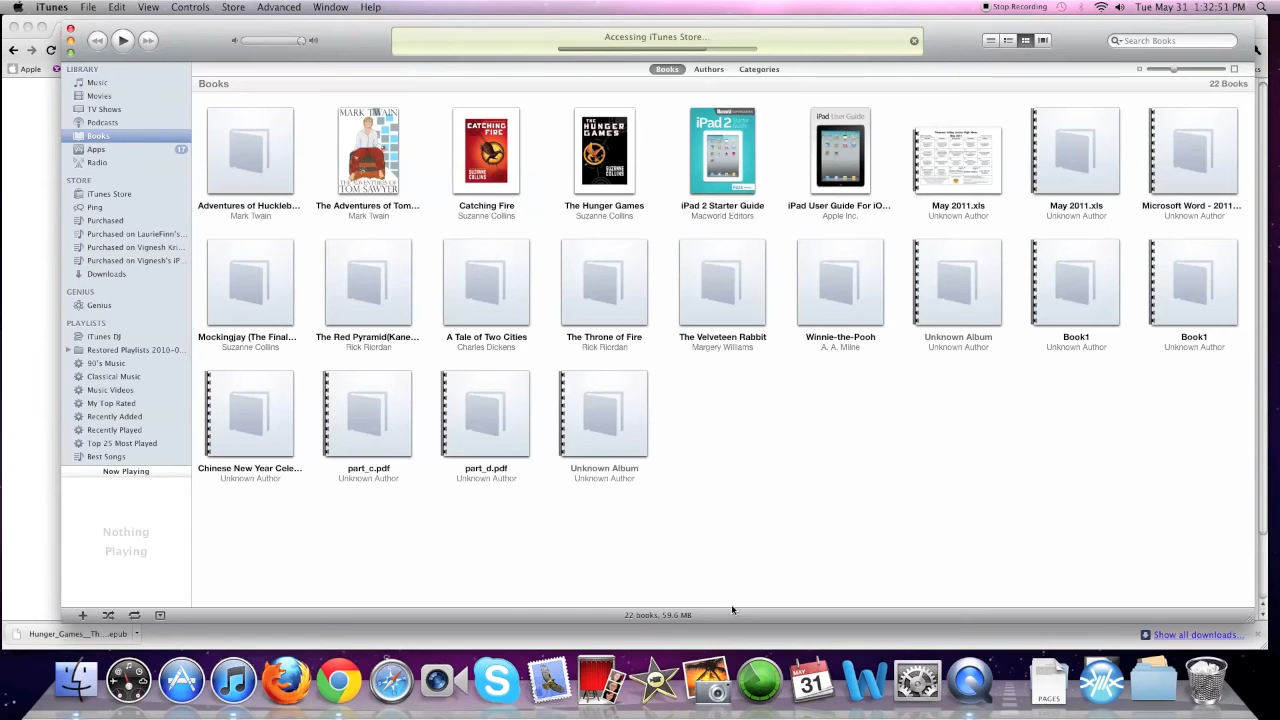 iTunes File Edit View Controls Store Advanced Window Help
Stop Recording
Tue May 31 1:32:51 PM
Accessing iTunes Store...
Search Books
Apple
LIBRARY
Music
Movies
TV Shows
Podcasts
Books
Apps 17
Radio
STORE
iTunes Store
Ping
Purchased
Purchased on LaurieFinn's...
Purchased on Vignesh Kri...
Purchased on Vignesh's iP...
Downloads
GENIUS
Genius
PLAYLISTS
iTunes DJ
Restored Playlists 2010-0...
90's Music
Classical Music
Music Videos
My Top Rated
Recently Added
Recently Played
Top 25 Most Played
Best Songs
Now Playing
Nothing
Playing
Books Authors Categories
Books 22 Books
MARK TWAIN
THE ADVENTURES OF
TOM SAWYER
CATCHING
FIRE
SUZANNE
COLLINS
THE
HUNGER
GAMES
SUZANNE COLLINS
iPad 2
Starter
Guide
iPad User Guide
Adventures of Huckleb...
Mark Twain
The Adventures of Tom...
Mark Twain
Catching Fire
Suzanne Collins
The Hunger Games
Suzanne Collins
iPad 2 Starter Guide
Macworld Editors
iPad User Guide For iO...
Apple Inc.
May 2011.xls
Unknown Author
May 2011.xls
Unknown Author
Microsoft Word - 2011...
Unknown Author
Mockingjay (The Final...
Suzanne Collins
The Red Pyramid(Kane...
Rick Riordan
A Tale of Two Cities
Charles Dickens
The Throne of Fire
Rick Riordan
The Velveteen Rabbit
Margery Williams
Winnie-the-Pooh
A. A. Milne
Unknown Album
Unknown Author
Book1
Unknown Author
Book1
Unknown Author
Chinese New Year Cele...
Unknown Author
part_c.pdf
Unknown Author
part_d.pdf
Unknown Author
Unknown Album
Unknown Author
22 books, 59.6 MB
Hunger_Games__Th....epub
Show all downloads...
MAY
31
PAGES